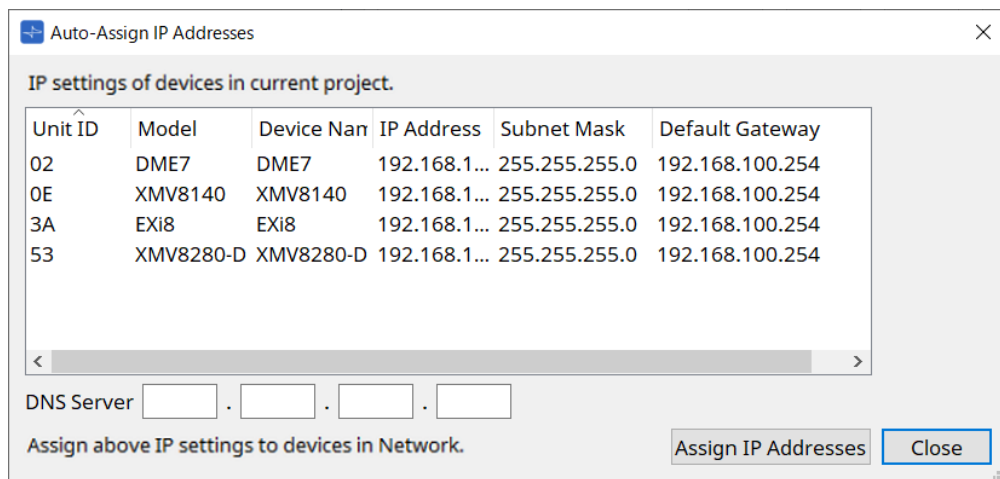 Auto-Assign IP Addresses
IP settings of devices in current project.
Unit ID Model Device Nam IP Address Subnet Mask Default Gateway
02 DME7 DME7 192.168.1... 255.255.255.0 192.168.100.254
0E XMV8140 XMV8140 192.168.1... 255.255.255.0 192.168.100.254
3A EXi8 EXi8 192.168.1... 255.255.255.0 192.168.100.254
53 XMV8280-D XMV8280-D 192.168.1... 255.255.255.0 192.168.100.254
DNS Server . . .
Assign above IP settings to devices in Network. Assign IP Addresses Close